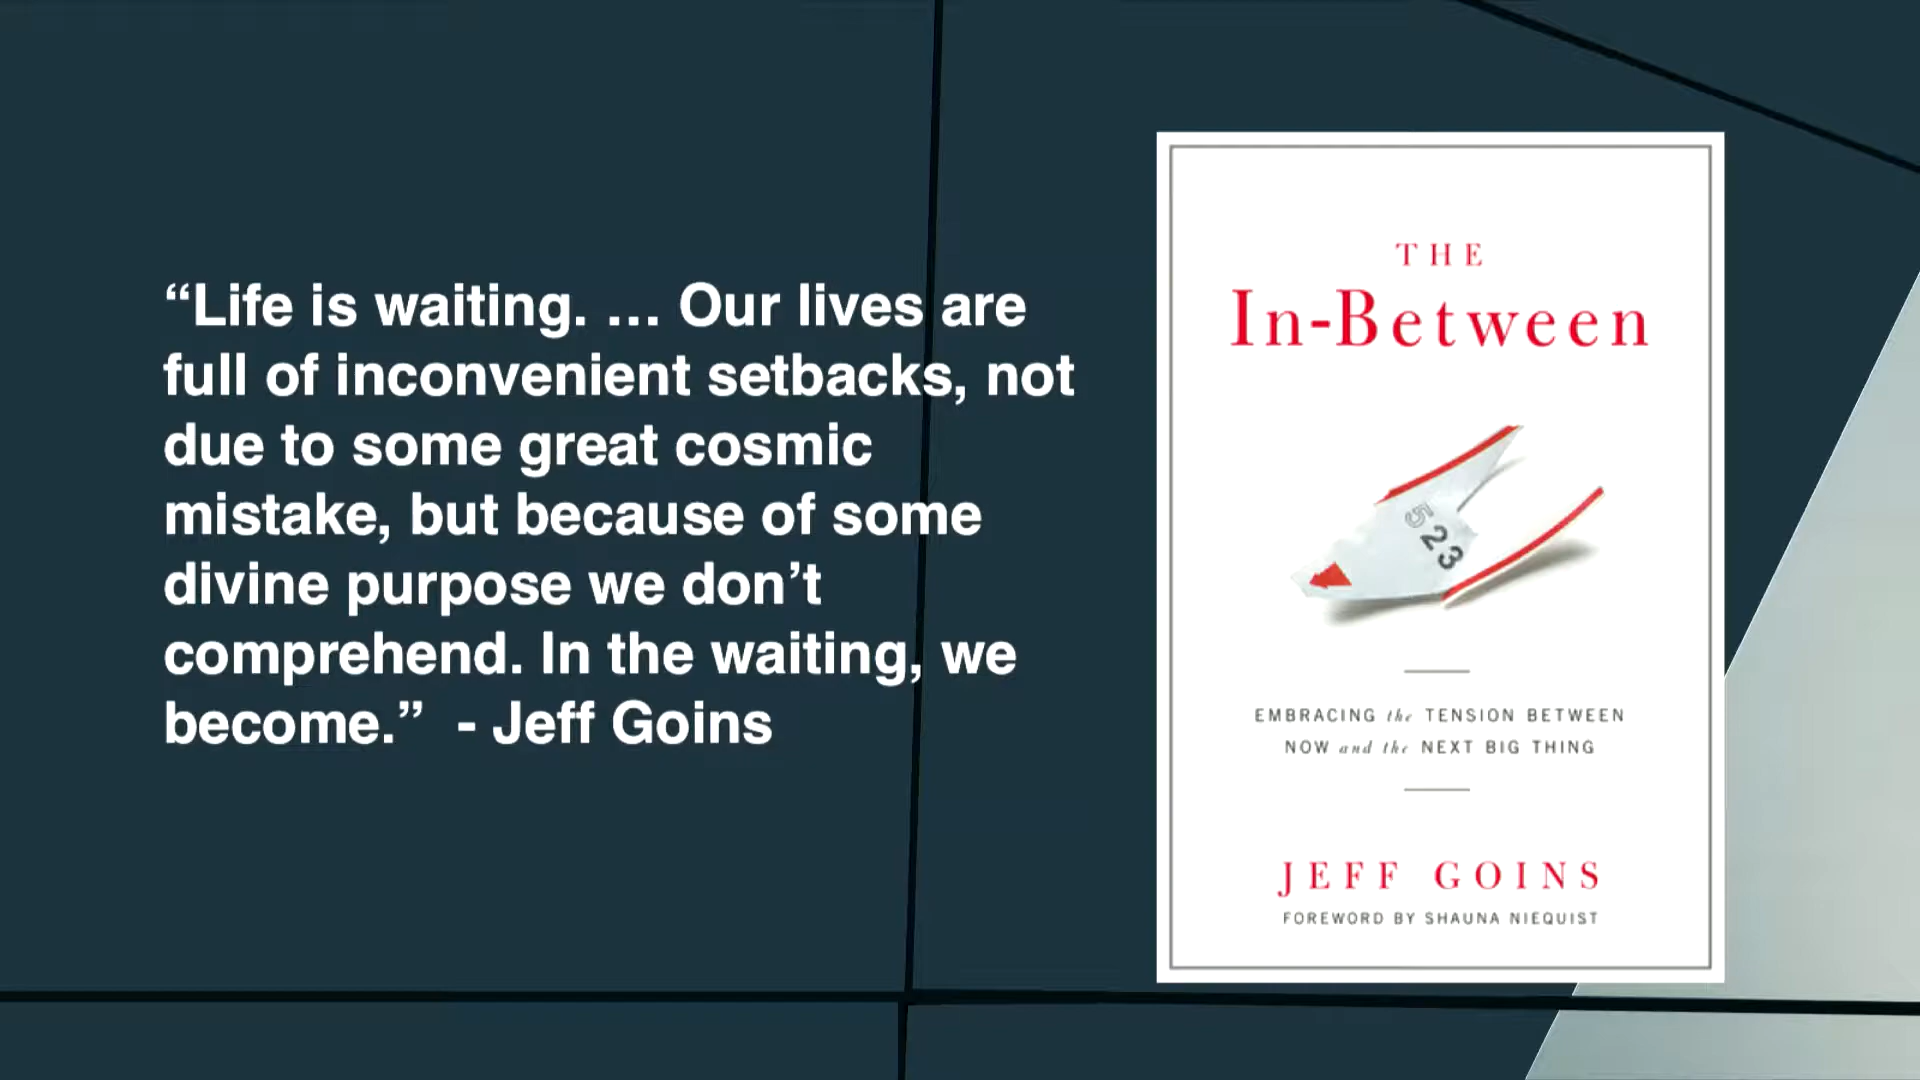 “Life is waiting. … Our lives are
full of inconvenient setbacks, not
due to some great cosmic
mistake, but because of some
divine purpose we don’t
comprehend. In the waiting, we
become.”  - Jeff Goins
THE
In-Between
523
EMBRACING the TENSION BETWEEN
NOW and the NEXT BIG THING
JEFF GOINS
FOREWORD BY SHAUNA NIEQUIST